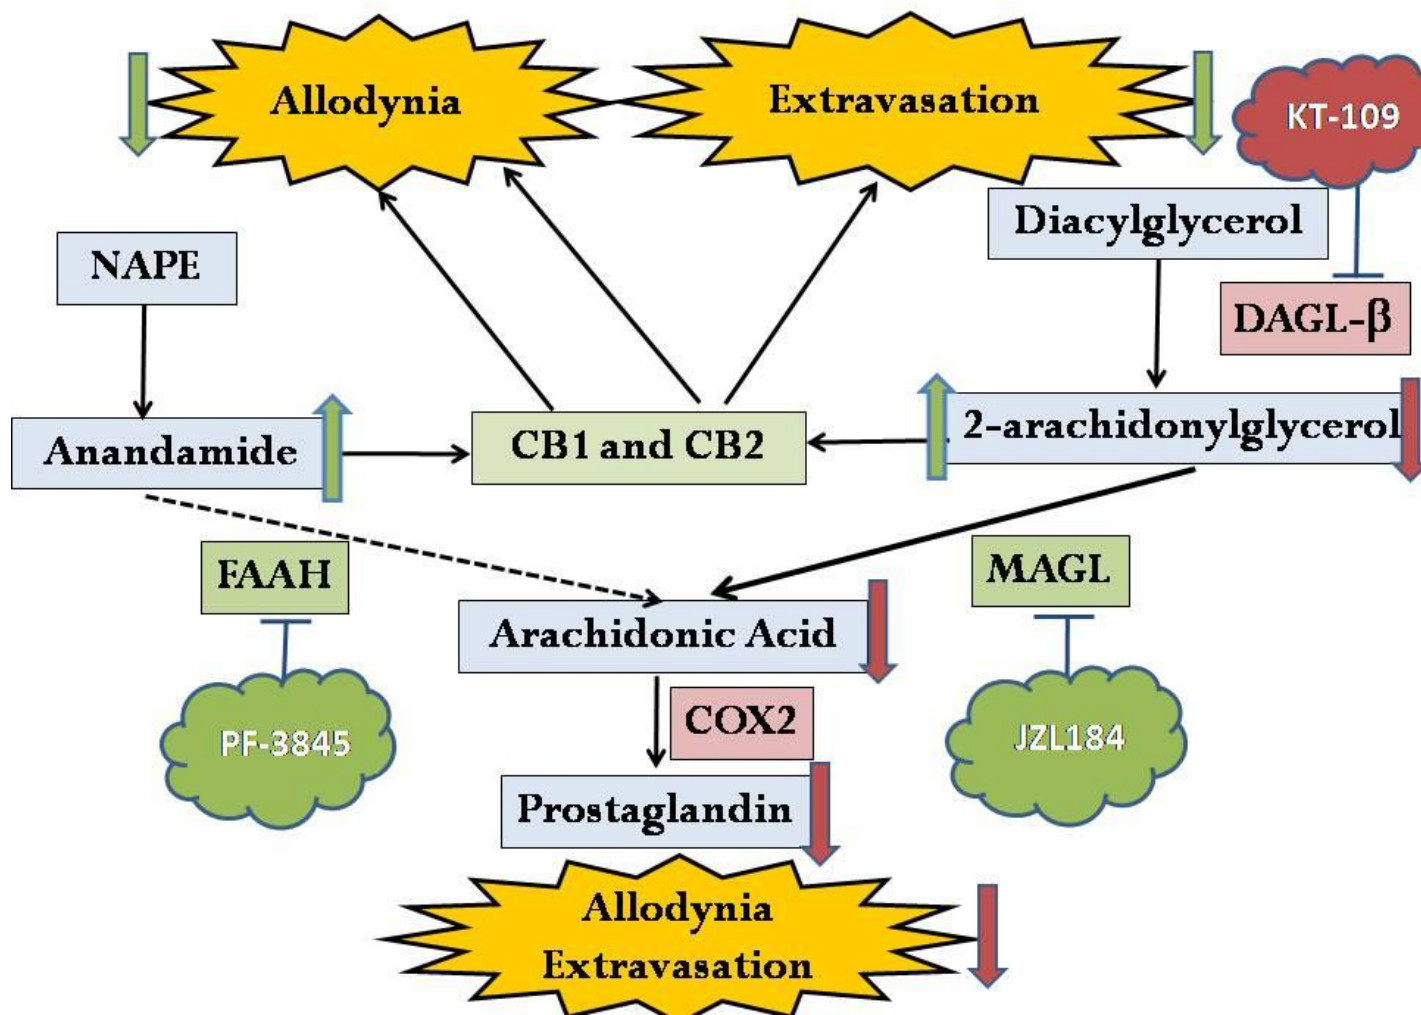 Allodynia
Extravasation
KT-109
Diacylglycerol
NAPE
DAGL-β
Anandamide
CB1 and CB2
2-arachidonylglycerol
FAAH
MAGL
Arachidonic Acid
PF-3845
COX2
JZL184
Prostaglandin
Allodynia
Extravasation